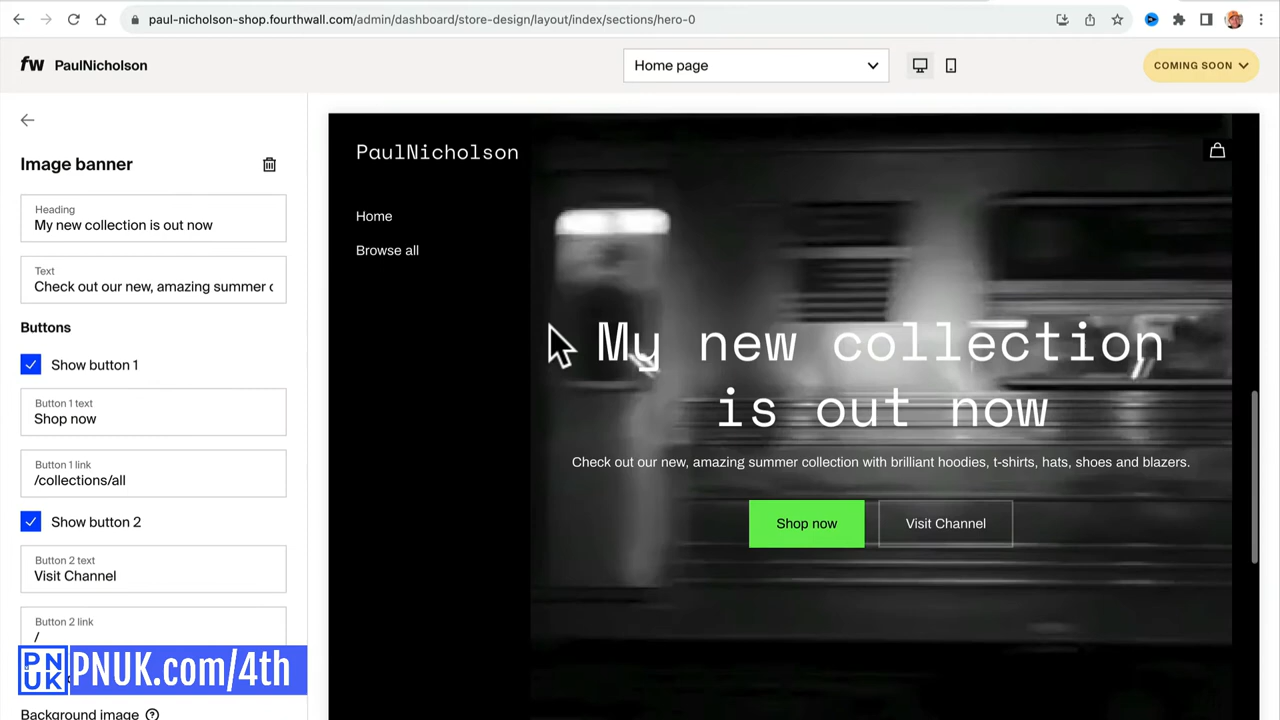 paul-nicholson-shop.fourthwall.com/admin/dashboard/store-design/layout/index/sections/hero-0
fw PaulNicholson
Home page
COMING SOON
Image banner
Heading
My new collection is out now
Text
Check out our new, amazing summer c
Buttons
Show button 1
Button 1 text
Shop now
Button 1 link
/collections/all
Show button 2
Button 2 text
Visit Channel
Button 2 link
/
PN
UK
PNUK.com/4th
Background image
PaulNicholson
Home
Browse all
My new collection
is out now
Check out our new, amazing summer collection with brilliant hoodies, t-shirts, hats, shoes and blazers.
Shop now
Visit Channel